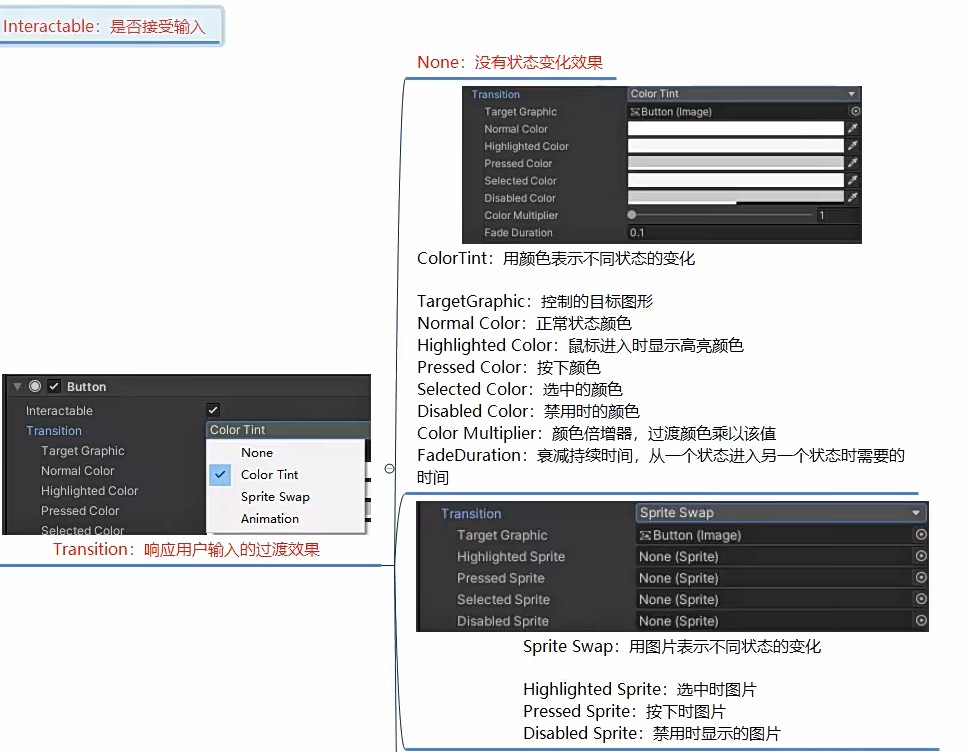 Interactable：是否接受输入
None：没有状态变化效果
Transition Color Tint
Target Graphic Button (Image)
Normal Color
Highlighted Color
Pressed Color
Selected Color
Disabled Color
Color Multiplier 1
Fade Duration 0.1
ColorTint：用颜色表示不同状态的变化
TargetGraphic：控制的目标图形
Normal Color：正常状态颜色
Highlighted Color：鼠标进入时显示高亮颜色
Pressed Color：按下颜色
Selected Color：选中的颜色
Disabled Color：禁用时的颜色
Color Multiplier：颜色倍增器，过渡颜色乘以该值
FadeDuration：衰减持续时间，从一个状态进入另一个状态时需要的
时间
Button
Interactable
Transition Color Tint
Target Graphic None
Normal Color Color Tint
Highlighted Color Sprite Swap
Pressed Color Animation
Selected Color
Transition：响应用户输入的过渡效果
Transition Sprite Swap
Target Graphic Button (Image)
Highlighted Sprite None (Sprite)
Pressed Sprite None (Sprite)
Selected Sprite None (Sprite)
Disabled Sprite None (Sprite)
Sprite Swap：用图片表示不同状态的变化
Highlighted Sprite：选中时图片
Pressed Sprite：按下时图片
Disabled Sprite：禁用时显示的图片